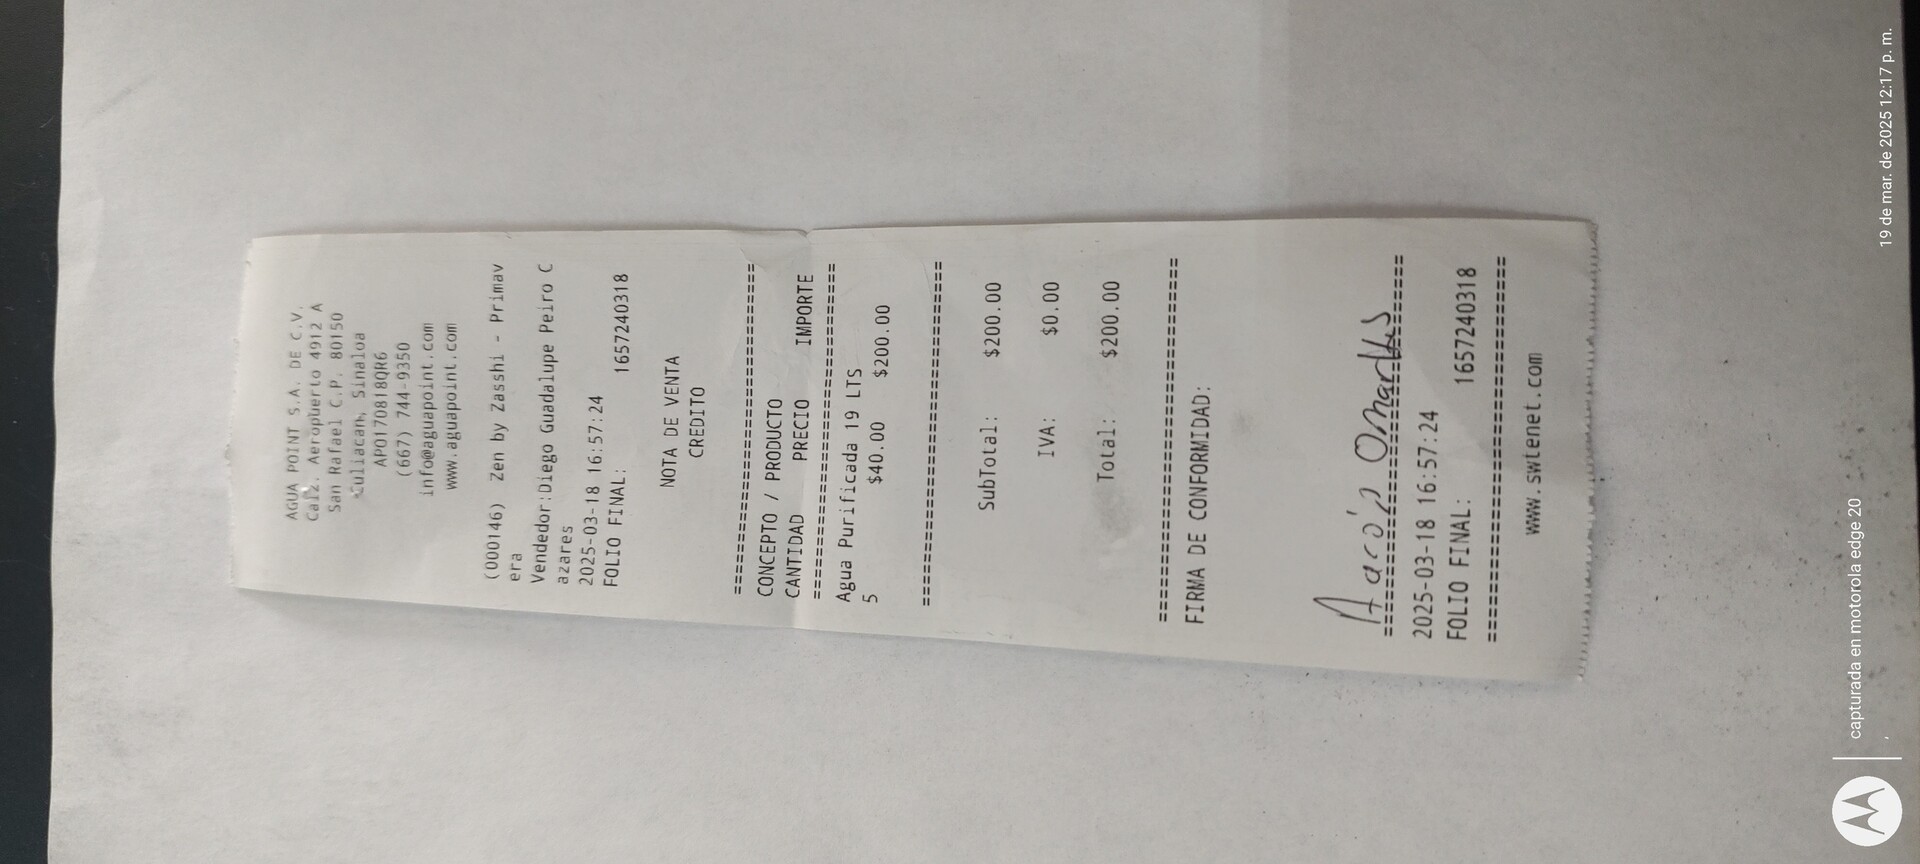 AGUA POINT S.A. DE C.V.
Calz. Aeropuerto 4912 A
San Rafael C.P. 80150
Culiacan, Sinaloa
APO170818QR6
(667) 744-9350
info@aguapoint.com
www.aguapoint.com
(000146) Zen by Zasshi - Primav
era
Vendedor:Diego Guadalupe Peiro C
azares
2025-03-18 16:57:24
FOLIO FINAL: 1657240318
NOTA DE VENTA
CREDITO
================================
CONCEPTO / PRODUCTO
CANTIDAD PRECIO IMPORTE
================================
Agua Purificada 19 LTS
5 $40.00 $200.00
================================
SubTotal: $200.00
IVA: $0.00
Total: $200.00
================================
FIRMA DE CONFORMIDAD:
Aarón Omar
================================
2025-03-18 16:57:24
FOLIO FINAL: 1657240318
================================
www.swtenet.com
capturada en motorola edge 20
19 de mar. de 2025 12:17 p. m.